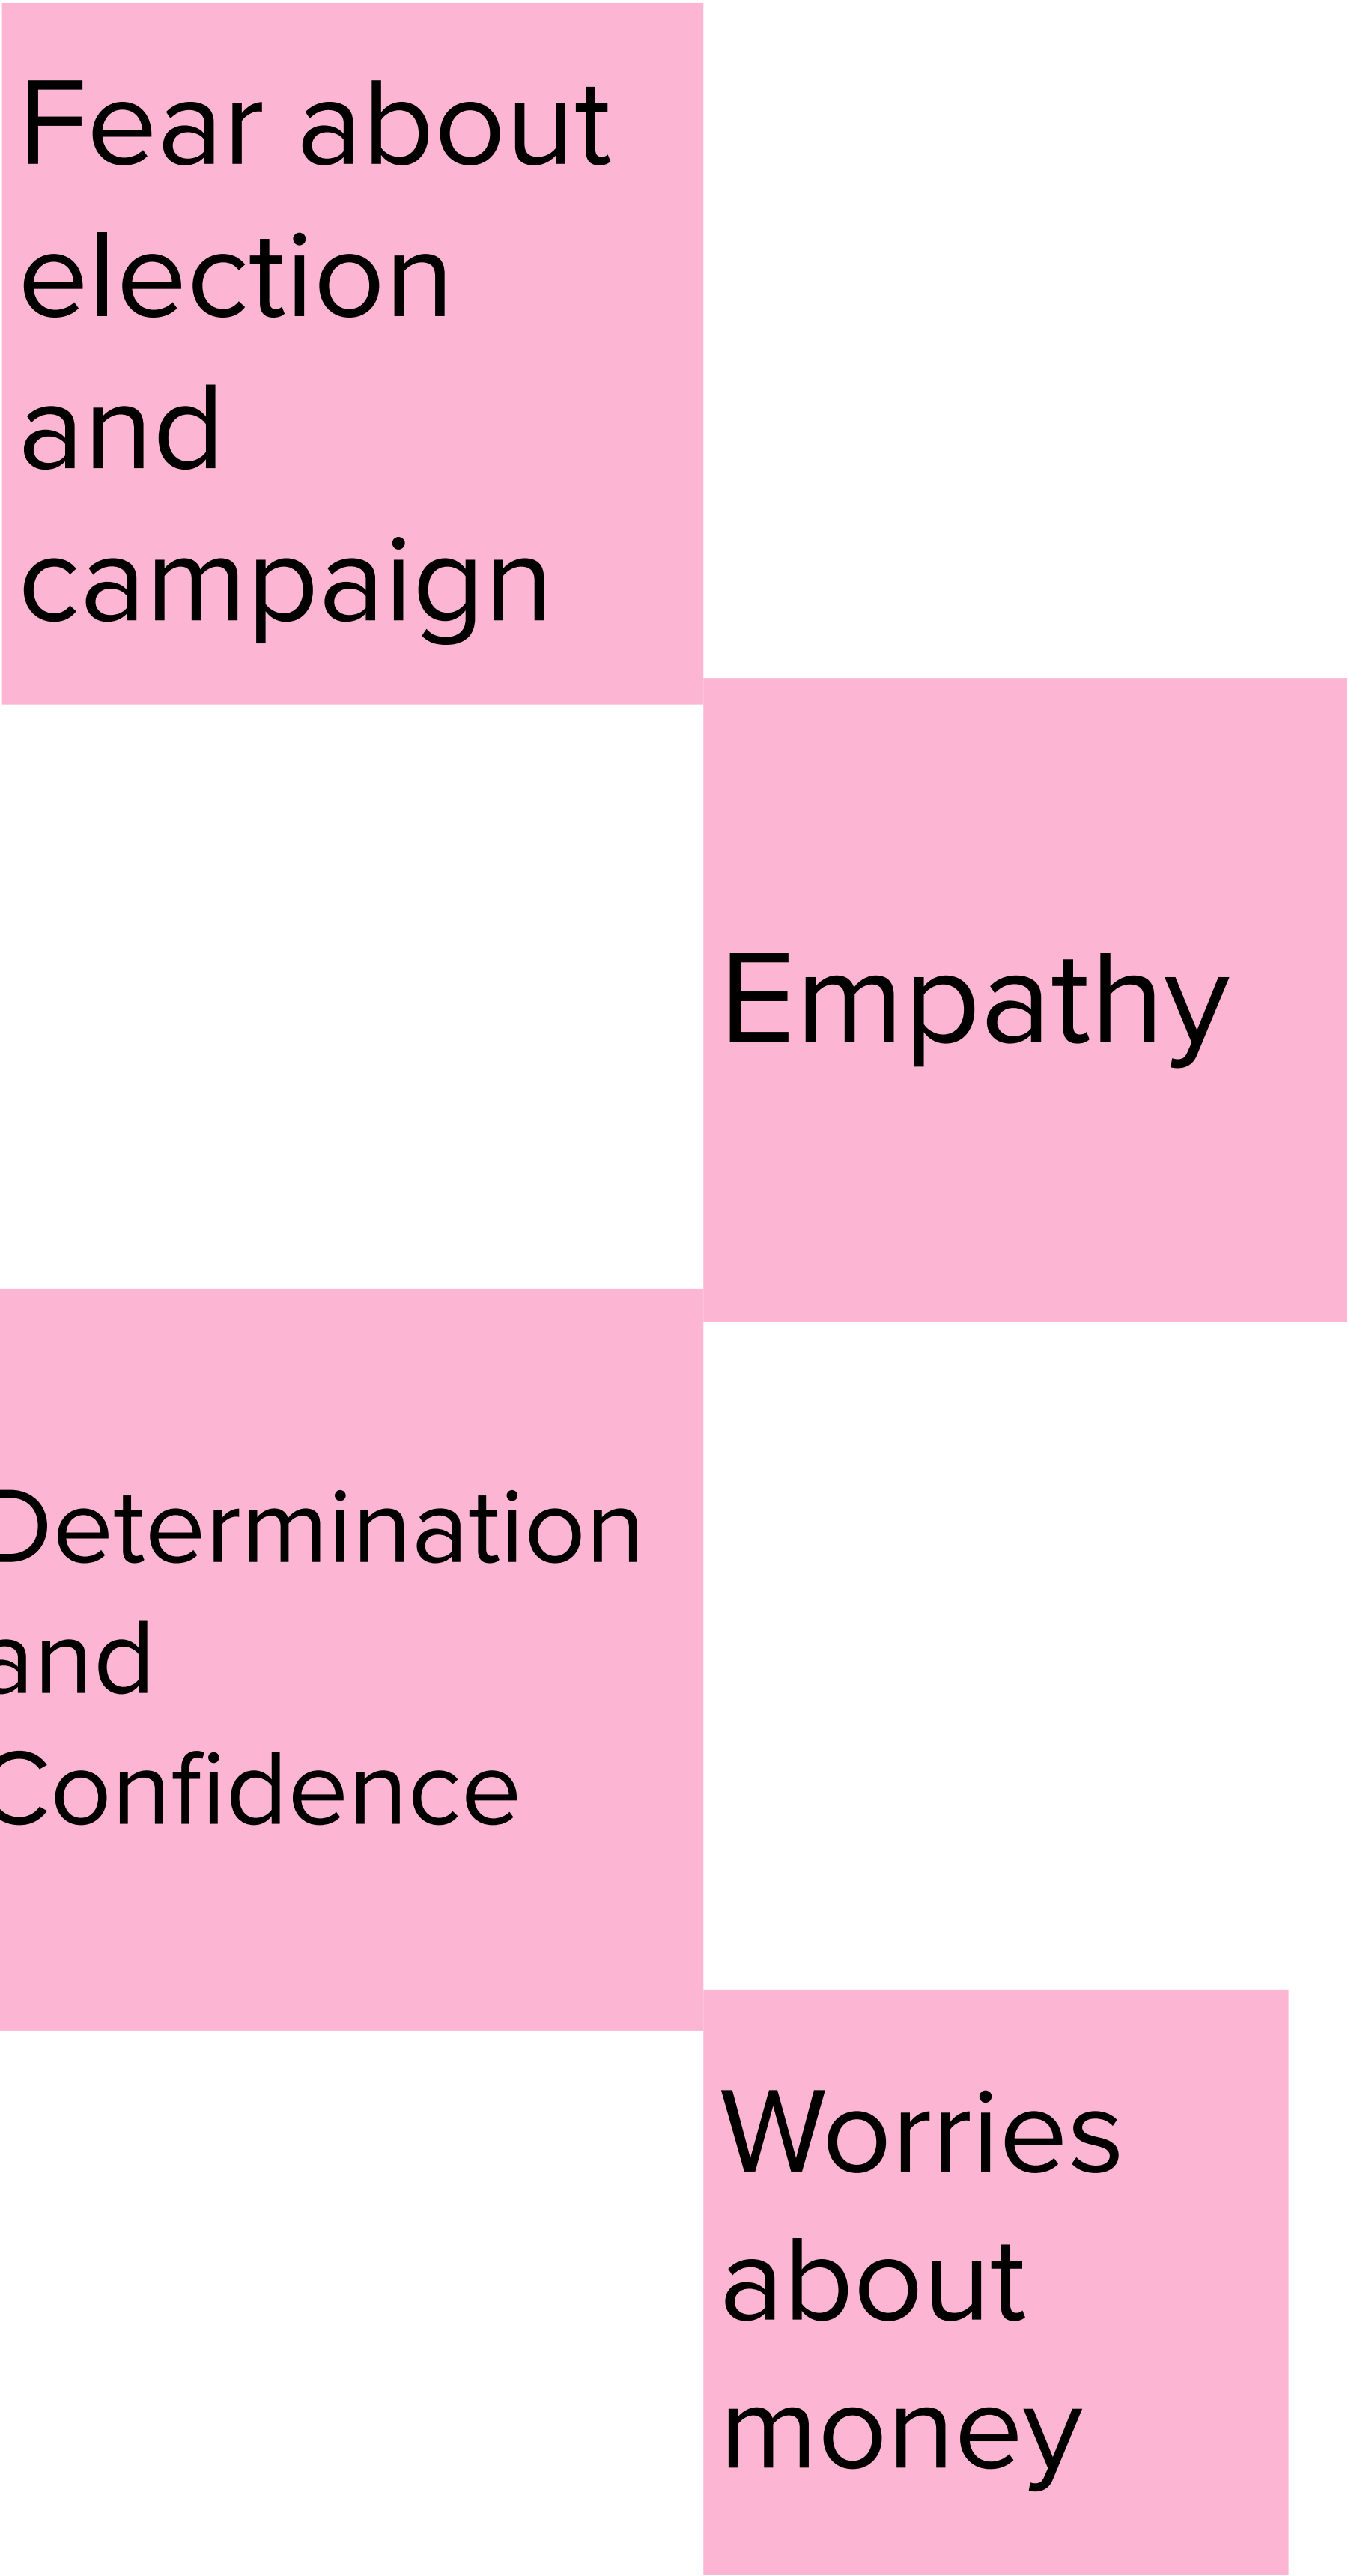 Fear about
election
and
campaign
Empathy
Determination
and
Confidence
Worries
about
money